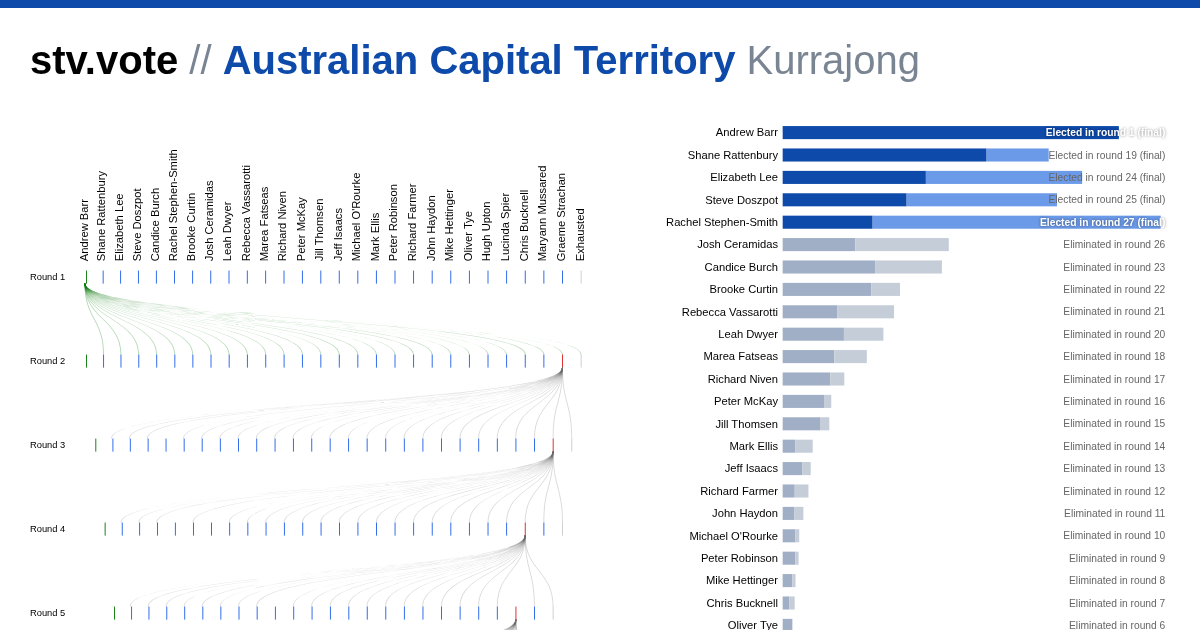 stv.vote // Australian Capital Territory Kurrajong
Andrew Barr
Shane Rattenbury
Elizabeth Lee
Steve Doszpot
Candice Burch
Rachel Stephen-Smith
Brooke Curtin
Josh Ceramidas
Leah Dwyer
Rebecca Vassarotti
Marea Fatseas
Richard Niven
Peter McKay
Jill Thomsen
Jeff Isaacs
Michael O'Rourke
Mark Ellis
Peter Robinson
Richard Farmer
John Haydon
Mike Hettinger
Oliver Tye
Hugh Upton
Lucinda Spier
Chris Bucknell
Maryann Mussared
Graeme Strachan
Exhausted
Round 1
Round 2
Round 3
Round 4
Round 5
Andrew Barr Elected in round 1 (final)
Shane Rattenbury Elected in round 19 (final)
Elizabeth Lee Elected in round 24 (final)
Steve Doszpot Elected in round 25 (final)
Rachel Stephen-Smith Elected in round 27 (final)
Josh Ceramidas Eliminated in round 26
Candice Burch Eliminated in round 23
Brooke Curtin Eliminated in round 22
Rebecca Vassarotti Eliminated in round 21
Leah Dwyer Eliminated in round 20
Marea Fatseas Eliminated in round 18
Richard Niven Eliminated in round 17
Peter McKay Eliminated in round 16
Jill Thomsen Eliminated in round 15
Mark Ellis Eliminated in round 14
Jeff Isaacs Eliminated in round 13
Richard Farmer Eliminated in round 12
John Haydon Eliminated in round 11
Michael O'Rourke Eliminated in round 10
Peter Robinson Eliminated in round 9
Mike Hettinger Eliminated in round 8
Chris Bucknell Eliminated in round 7
Oliver Tye Eliminated in round 6